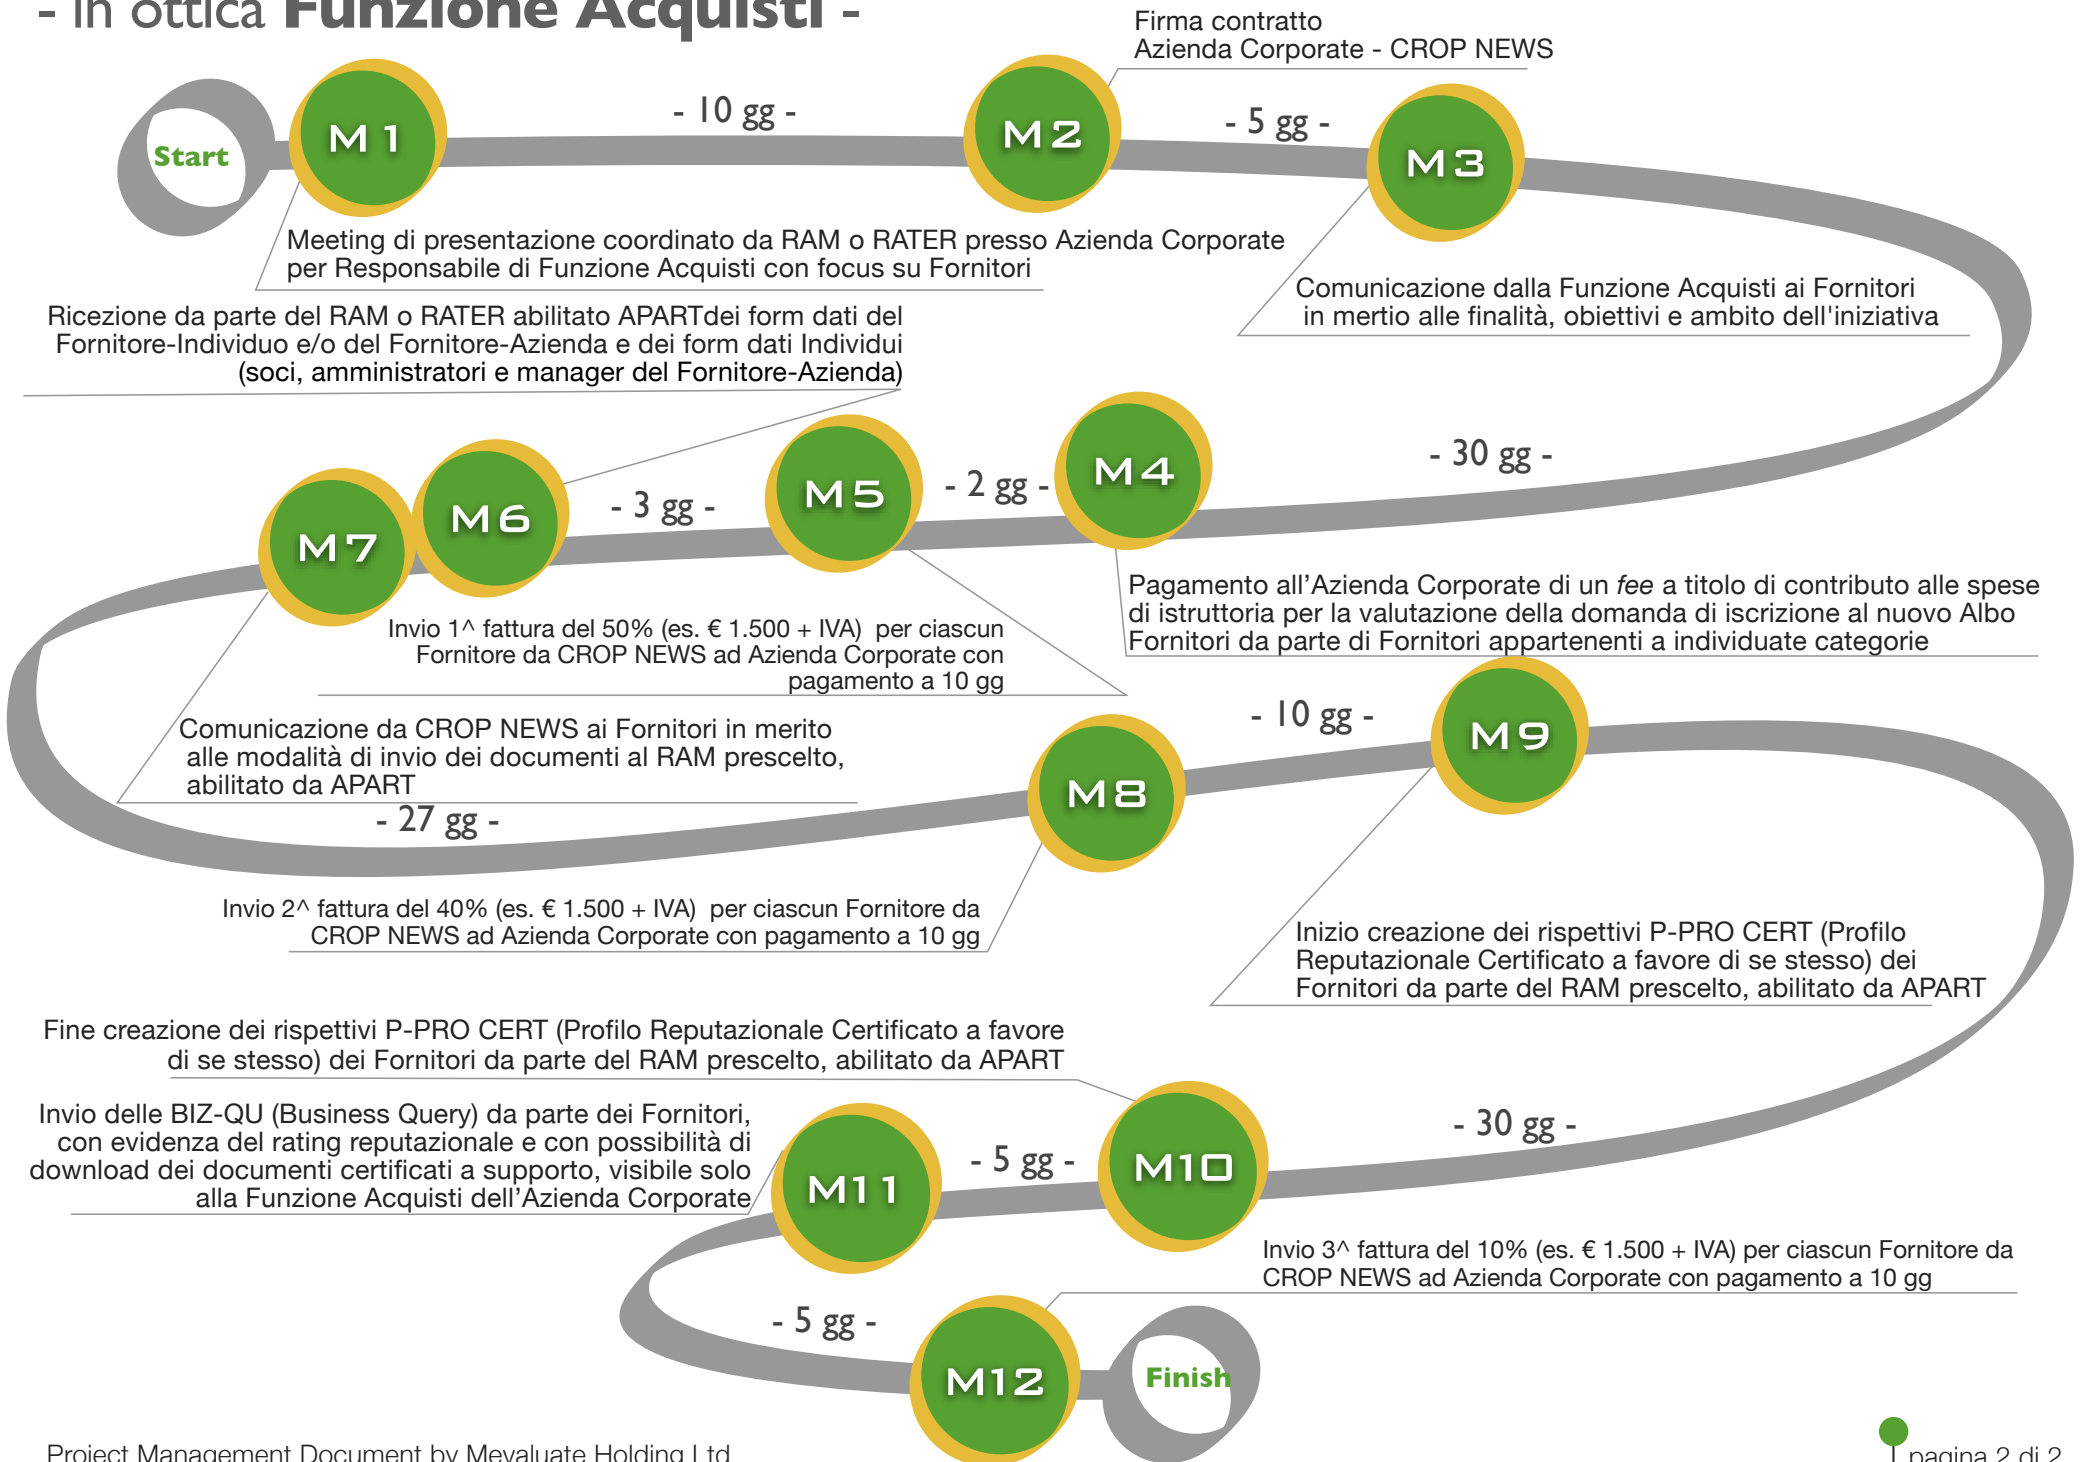 - in ottica Funzione Acquisti -
Firma contratto
Azienda Corporate - CROP NEWS
Start
M1
- 10 gg -
M2
- 5 gg -
M3
Meeting di presentazione coordinato da RAM o RATER presso Azienda Corporate
per Responsabile di Funzione Acquisti con focus su Fornitori
Comunicazione dalla Funzione Acquisti ai Fornitori
in mertio alle finalità, obiettivi e ambito dell'iniziativa
Ricezione da parte del RAM o RATER abilitato APARTdei form dati del
Fornitore-Individuo e/o del Fornitore-Azienda e dei form dati Individui
(soci, amministratori e manager del Fornitore-Azienda)
- 30 gg -
M4
- 2 gg -
M5
- 3 gg -
M6
M7
Pagamento all’Azienda Corporate di un fee a titolo di contributo alle spese
di istruttoria per la valutazione della domanda di iscrizione al nuovo Albo
Fornitori da parte di Fornitori appartenenti a individuate categorie
Invio 1^ fattura del 50% (es. € 1.500 + IVA) per ciascun
Fornitore da CROP NEWS ad Azienda Corporate con
pagamento a 10 gg
Comunicazione da CROP NEWS ai Fornitori in merito
alle modalità di invio dei documenti al RAM prescelto,
abilitato da APART
- 27 gg -
M8
- 10 gg -
M9
Invio 2^ fattura del 40% (es. € 1.500 + IVA) per ciascun Fornitore da
CROP NEWS ad Azienda Corporate con pagamento a 10 gg
Inizio creazione dei rispettivi P-PRO CERT (Profilo
Reputazionale Certificato a favore di se stesso) dei
Fornitori da parte del RAM prescelto, abilitato da APART
Fine creazione dei rispettivi P-PRO CERT (Profilo Reputazionale Certificato a favore
di se stesso) dei Fornitori da parte del RAM prescelto, abilitato da APART
- 30 gg -
M10
- 5 gg -
M11
Invio delle BIZ-QU (Business Query) da parte dei Fornitori,
con evidenza del rating reputazionale e con possibilità di
download dei documenti certificati a supporto, visibile solo
alla Funzione Acquisti dell’Azienda Corporate
Invio 3^ fattura del 10% (es. € 1.500 + IVA) per ciascun Fornitore da
CROP NEWS ad Azienda Corporate con pagamento a 10 gg
- 5 gg -
M12
Finish
Project Management Document by Mevaluate Holding Ltd
pagina 2 di 2